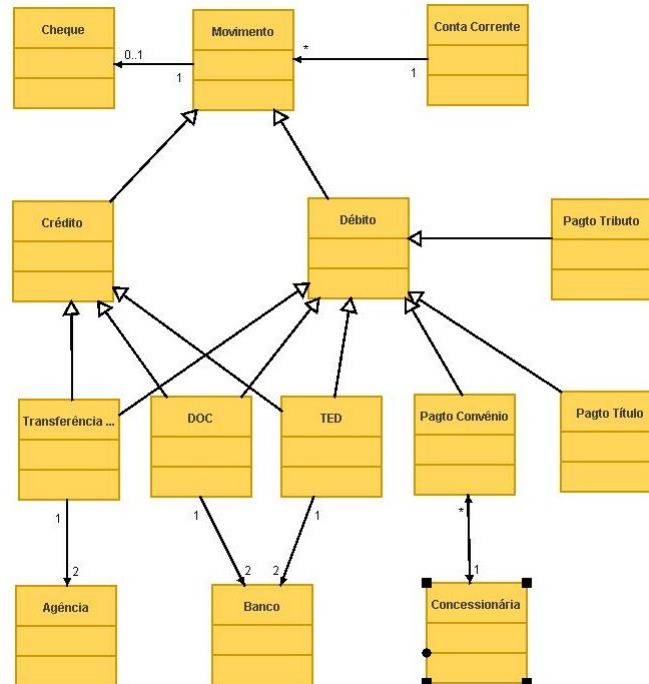 Cheque
Movimento
Conta Corrente
0..1
1
*
1
Crédito
Débito
Pagto Tributo
Transferência ...
DOC
TED
Pagto Convênio
Pagto Título
1
1
1
*
2
2
2
1
Agência
Banco
Concessionária